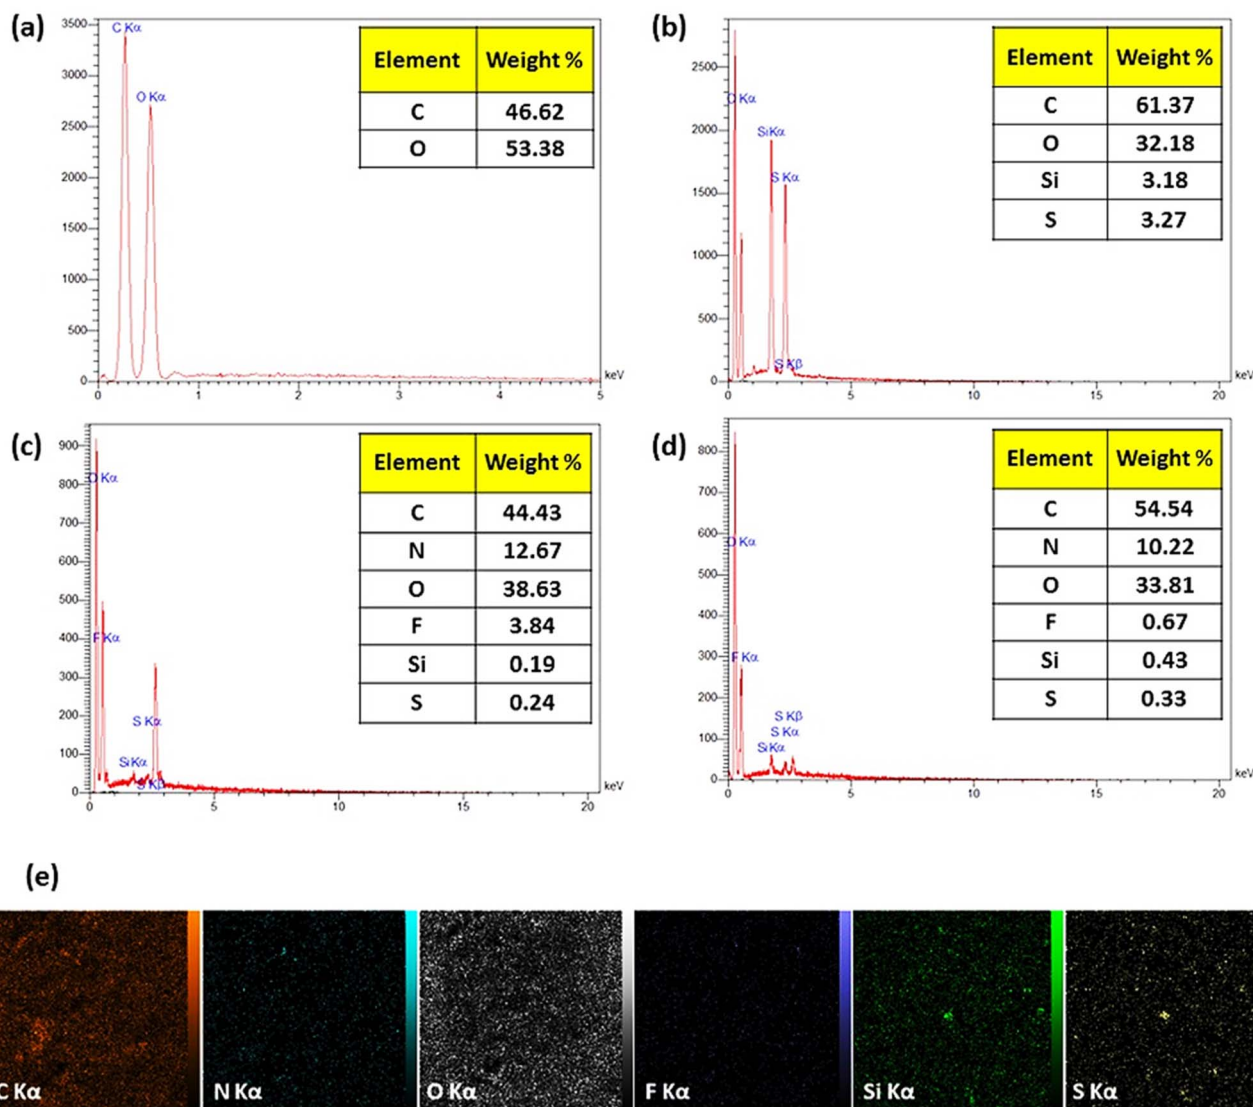 (a)
3500
3000
2500
2000
1500
1000
500
0
C Kα
O Kα
0 1 2 3 4 5
keV
Element Weight %
C 46.62
O 53.38
(b)
2500
2000
1500
1000
500
0
O Kα
Si Kα
S Kα
S Kβ
0 5 10 15 20
keV
Element Weight %
C 61.37
O 32.18
Si 3.18
S 3.27
(c)
900
800
700
600
500
400
300
200
100
0
O Kα
F Kα
S Kα
Si Kα
S Kβ
0 5 10 15 20
keV
Element Weight %
C 44.43
N 12.67
O 38.63
F 3.84
Si 0.19
S 0.24
(d)
800
700
600
500
400
300
200
100
0
O Kα
F Kα
S Kβ
S Kα
Si Kα
0 5 10 15 20
keV
Element Weight %
C 54.54
N 10.22
O 33.81
F 0.67
Si 0.43
S 0.33
(e)
C Kα N Kα O Kα F Kα Si Kα S Kα